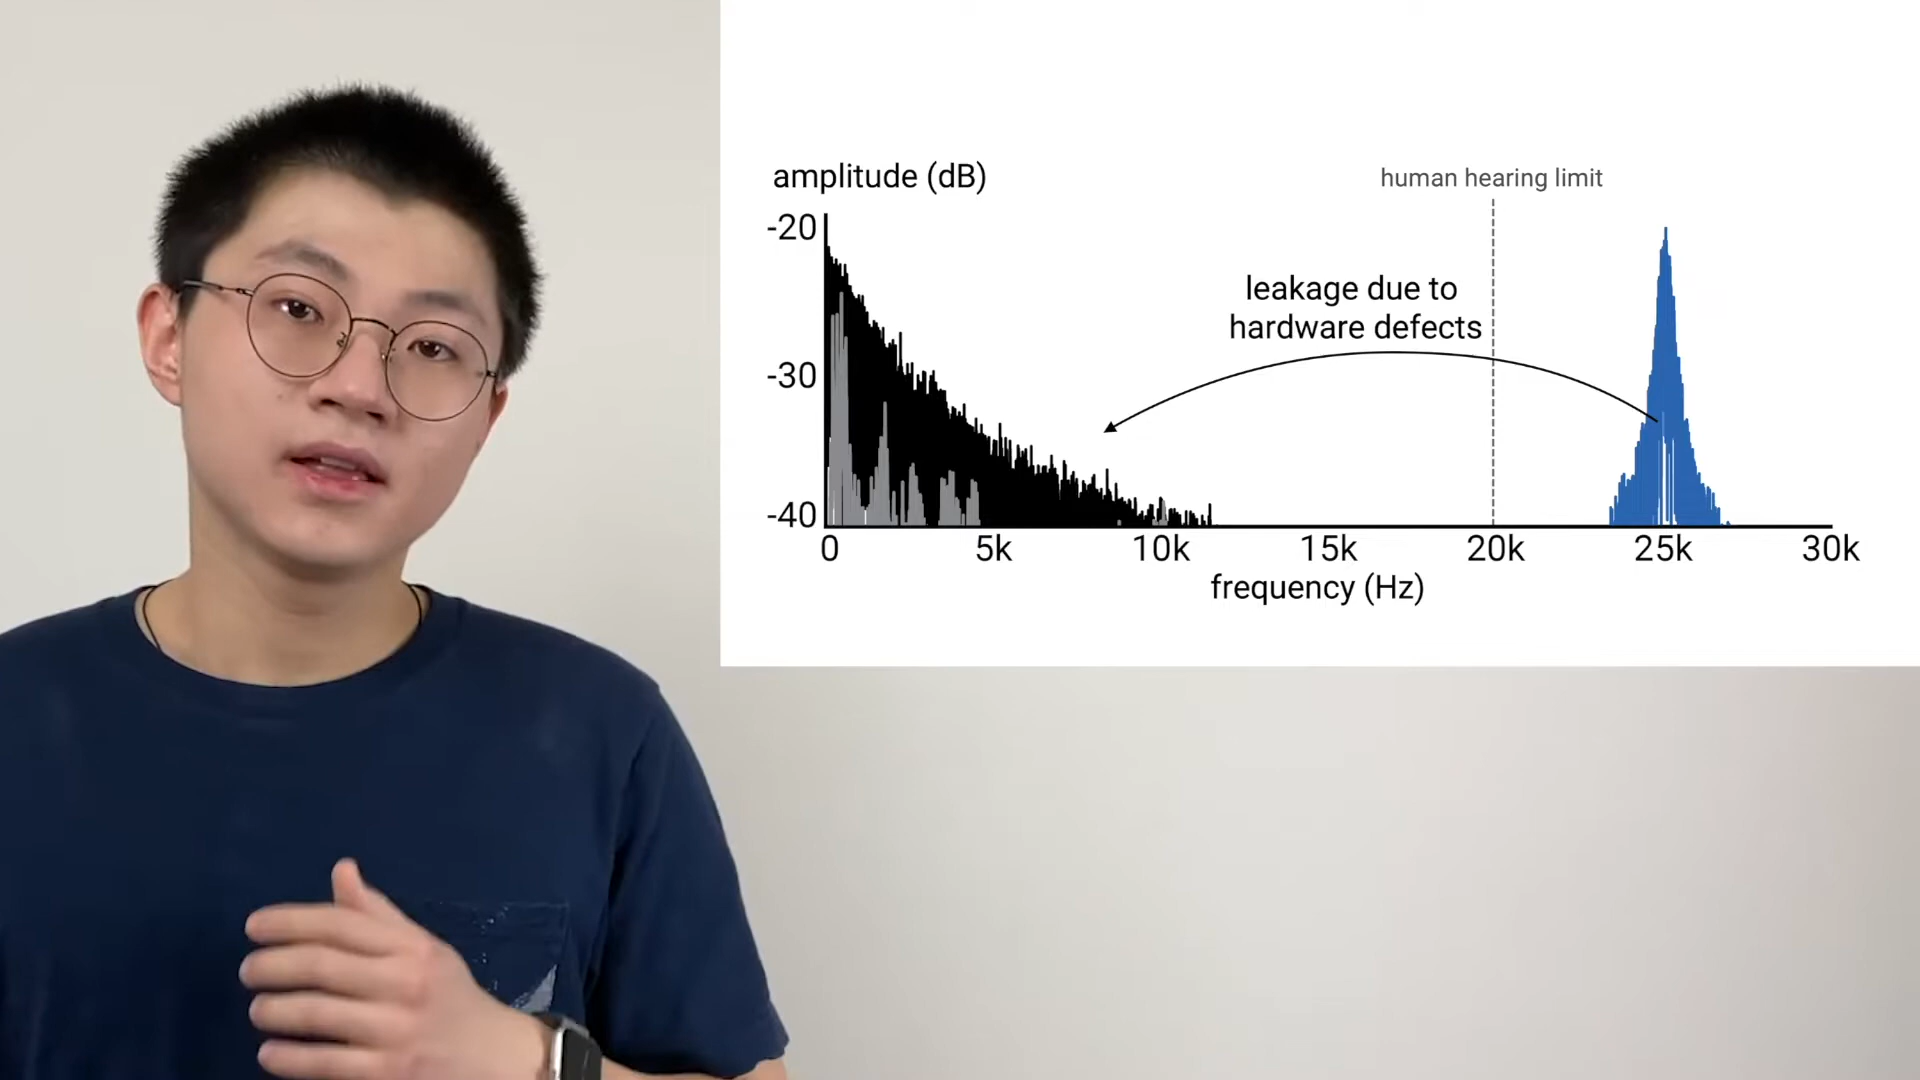 amplitude (dB)
human hearing limit
-20
leakage due to
hardware defects
-30
-40
0 5k 10k 15k 20k 25k 30k
frequency (Hz)